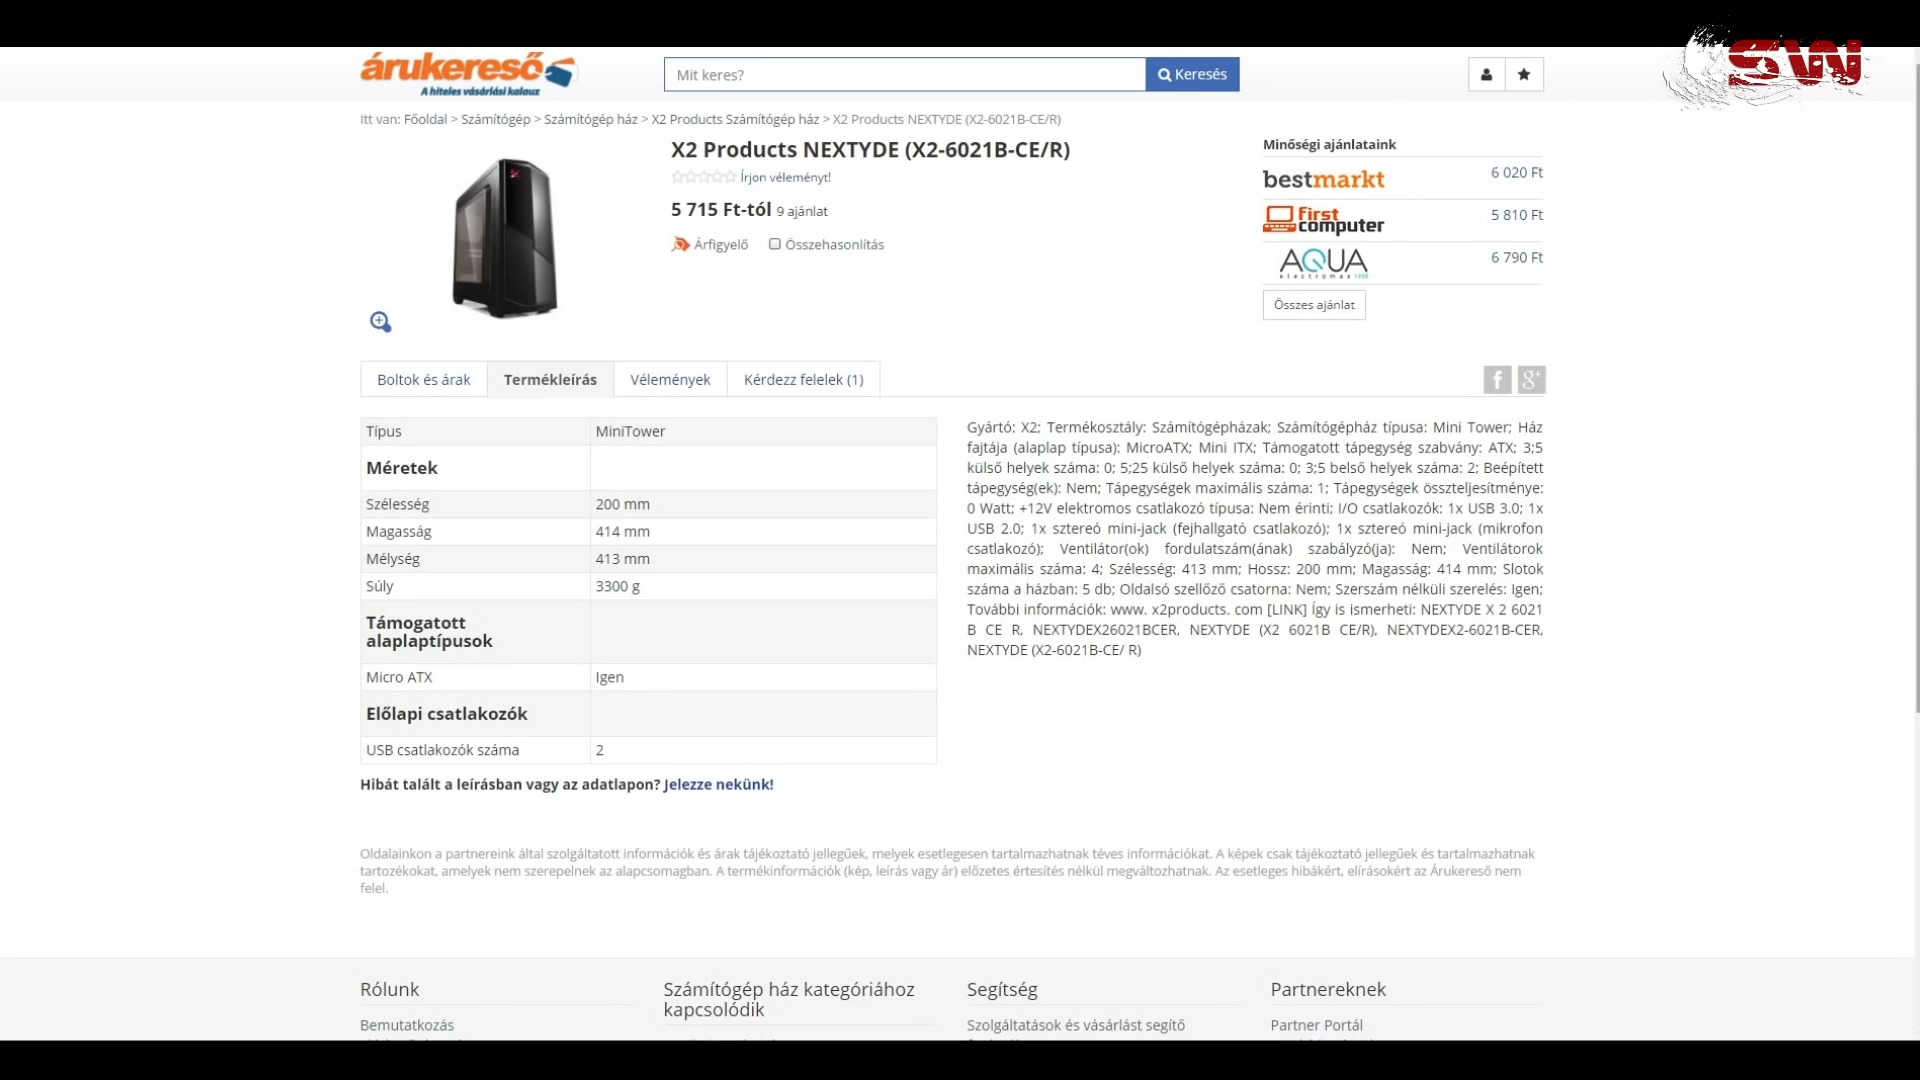 SW
árukereső
A hiteles vásárlási kalauz
Mit keres?
Keresés
Itt van: Főoldal > Számítógép > Számítógép ház > X2 Products Számítógép ház > X2 Products NEXTYDE (X2-6021B-CE/R)
X2 Products NEXTYDE (X2-6021B-CE/R)
Írjon véleményt!
5 715 Ft-tól 9 ajánlat
Árfigyelő Összehasonlítás
Minőségi ajánlataink
bestmarkt 6 020 Ft
First computer 5 810 Ft
AQUA electromax 6 790 Ft
Összes ajánlat
Boltok és árak Termékleírás Vélemények Kérdezz felelek (1)
f g+
Típus MiniTower
Méretek
Szélesség 200 mm
Magasság 414 mm
Mélység 413 mm
Súly 3300 g
Támogatott
alaplaptípusok
Micro ATX Igen
Előlapi csatlakozók
USB csatlakozók száma 2
Hibát talált a leírásban vagy az adatlapon? Jelezze nekünk!
Gyártó: X2; Termékosztály: Számítógépházak; Számítógépház típusa: Mini Tower; Ház
fajtája (alaplap típusa): MicroATX; Mini ITX; Támogatott tápegység szabvány: ATX; 3;5
külső helyek száma: 0; 5;25 külső helyek száma: 0; 3;5 belső helyek száma: 2; Beépített
tápegység(ek): Nem; Tápegységek maximális száma: 1; Tápegységek összteljesítménye:
0 Watt; +12V elektromos csatlakozó típusa: Nem érinti; I/O csatlakozók: 1x USB 3.0; 1x
USB 2.0; 1x sztereó mini-jack (fejhallgató csatlakozó); 1x sztereó mini-jack (mikrofon
csatlakozó); Ventilátor(ok) fordulatszám(ának) szabályzó(ja): Nem; Ventilátorok
maximális száma: 4; Szélesség: 413 mm; Hossz: 200 mm; Magasság: 414 mm; Slotok
száma a házban: 5 db; Oldalsó szellőző csatorna: Nem; Szerszám nélküli szerelés: Igen;
További információk: www. x2products. com [LINK] Így is ismerheti: NEXTYDE X 2 6021
B CE R, NEXTYDEX26021BCER, NEXTYDE (X2 6021B CE/R), NEXTYDEX2-6021B-CER,
NEXTYDE (X2-6021B-CE/ R)
Oldalainkon a partnereink által szolgáltatott információk és árak tájékoztató jellegűek, melyek esetlegesen tartalmazhatnak téves információkat. A képek csak tájékoztató jellegűek és tartalmazhatnak
tartozékokat, amelyek nem szerepelnek az alapcsomagban. A termékinformációk (kép, leírás vagy ár) előzetes értesítés nélkül megváltozhatnak. Az esetleges hibákért, elírásokért az Árukereső nem
felel.
Rólunk
Bemutatkozás
Számítógép ház kategóriához
kapcsolódik
Segítség
Szolgáltatások és vásárlást segítő
Partnereknek
Partner Portál